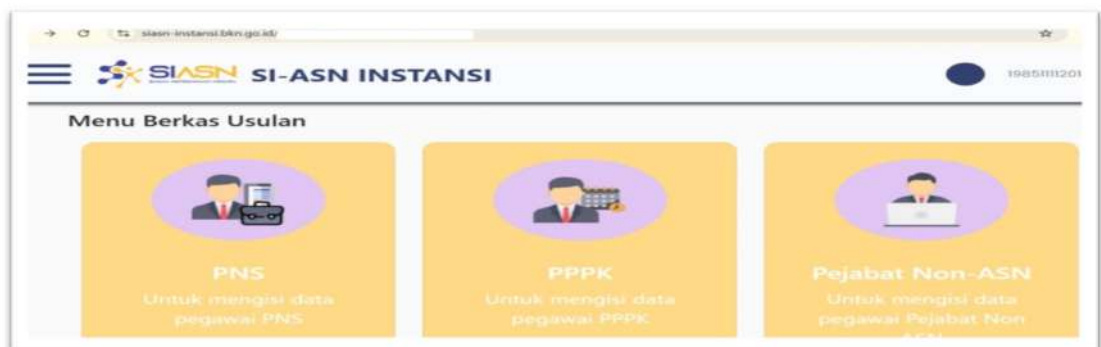 siasn-instansi.bkn.go.id/
SIASN SI-ASN INSTANSI
Menu Berkas Usulan
PNS
Untuk mengisi data
pegawai PNS
PPPK
Untuk mengisi data
pegawai PPPK
Pejabat Non-ASN
Untuk mengisi data
pegawai Pejabat Non
ASN